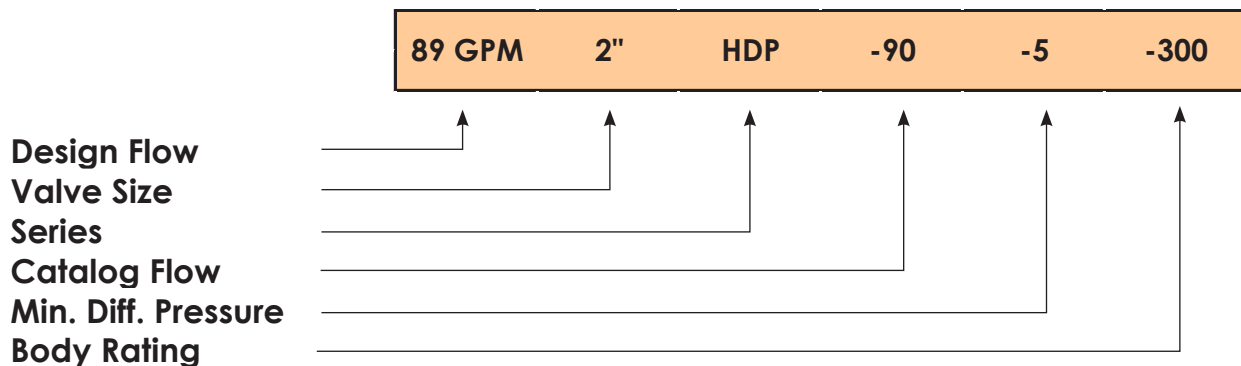 89 GPM 2" HDP -90 -5 -300
Design Flow
Valve Size
Series
Catalog Flow
Min. Diff. Pressure
Body Rating